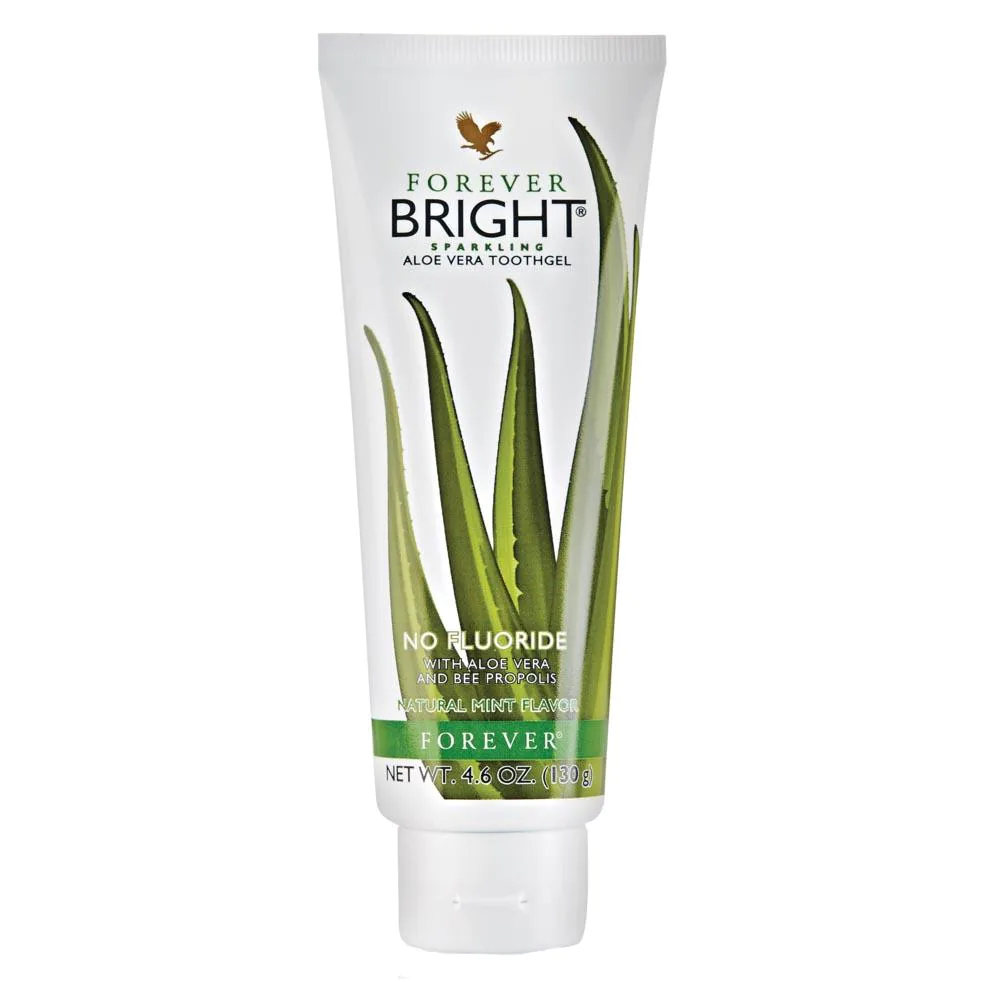 FOREVER
BRIGHT®
SPARKLING
ALOE VERA TOOTHGEL
NO FLUORIDE
WITH ALOE VERA
AND BEE PROPOLIS
NATURAL MINT FLAVOR
FOREVER®
NET WT. 4.6 OZ. (130 g)